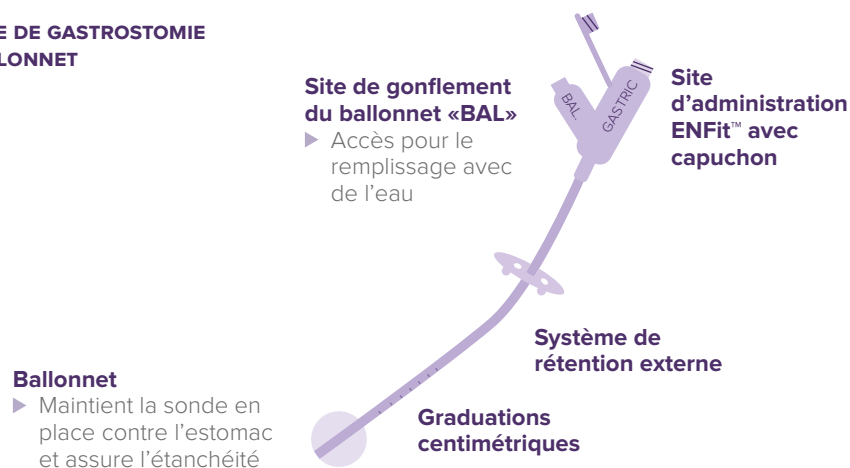 E DE GASTROSTOMIE
LONNET
Site de gonflement
du ballonnet «BAL»
▶ Accès pour le
remplissage avec
de l’eau
BAL.
GASTRIC
Site
d’administration
ENFit™ avec
capuchon
Système de
rétention externe
Ballonnet
▶ Maintient la sonde en
place contre l’estomac
et assure l’étanchéité
Graduations
centimétriques